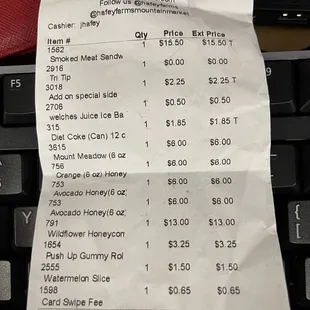 Follow us @hafeyfarms
@hafeyfarmsmountainmarket
Cashier: jhafey
Item # Qty Price Ext Price
1562 1 $15.50 $15.50 T
Smoked Meat Sandw
2916 1 $0.00 $0.00
Tri Tip
3018 1 $2.25 $2.25 T
Add on special side
2706 1 $0.50 $0.50
welches Juice Ice Ba
315 1 $1.85 $1.85 T
Diet Coke (Can) 12 c
3615 1 $6.00 $6.00
Mount Meadow (6 oz
756 1 $6.00 $6.00
Orange (6 oz) Honey
753 1 $6.00 $6.00
Avocado Honey(6 oz
753 1 $6.00 $6.00
Avocado Honey(6 oz
791 1 $13.00 $13.00
Wildflower Honeycom
1654 1 $3.25 $3.25
Push Up Gummy Rol
2555 1 $1.50 $1.50
Watermelon Slice
1598 1 $0.65 $0.65
Card Swipe Fee
F5
Y
{
[